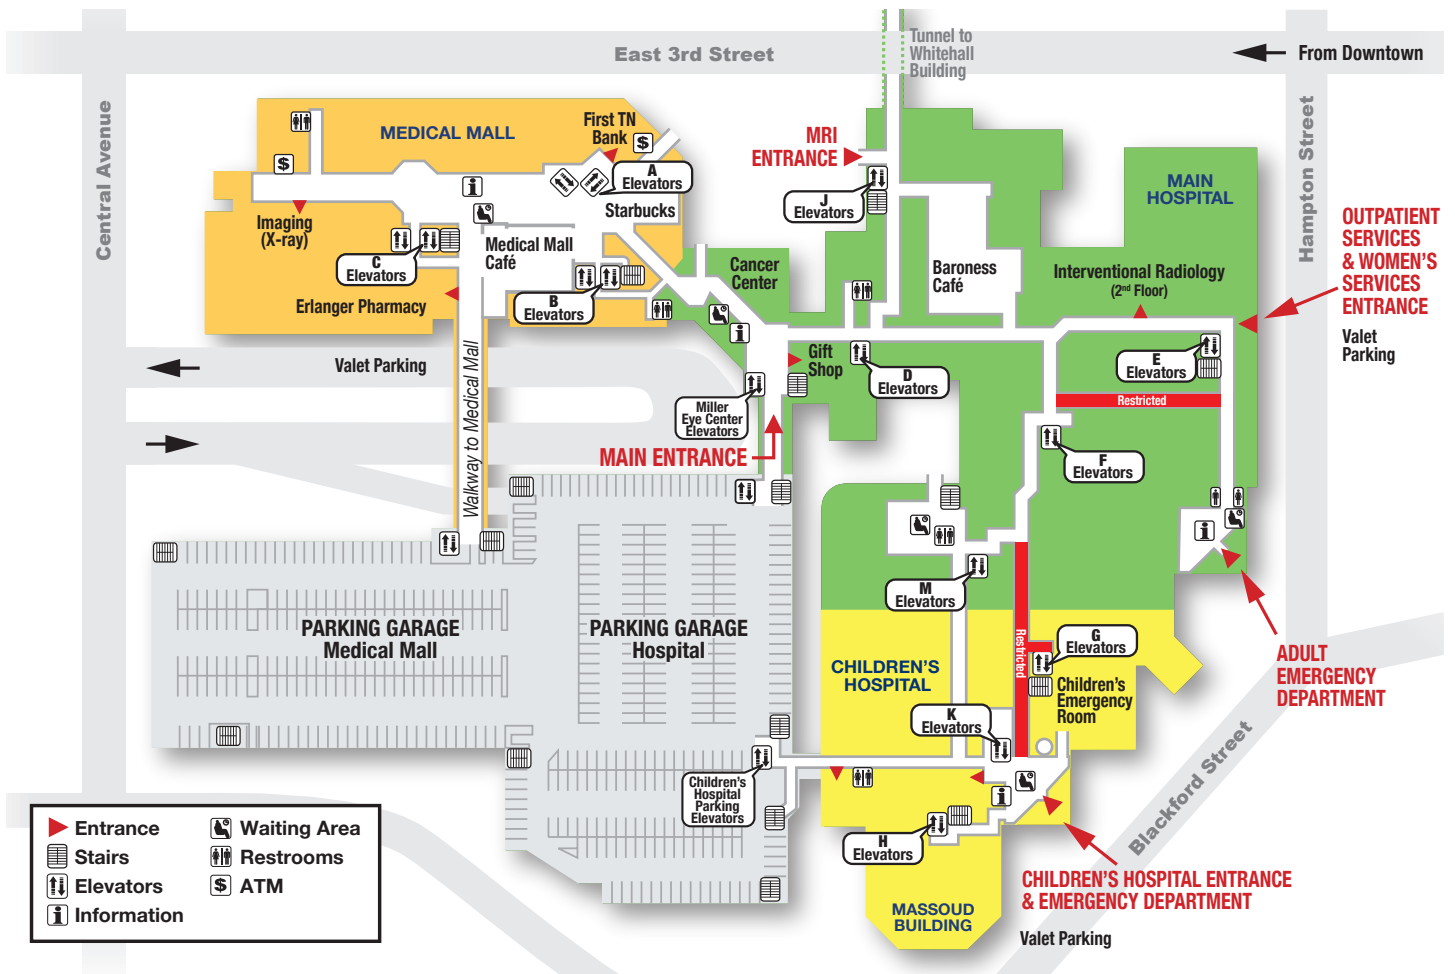 East 3rd Street
Tunnel to
Whitehall
Building
From Downtown
Central Avenue
Hampton Street
MEDICAL MALL
First TN
Bank
$
$
A
Elevators
Starbucks
Imaging
(X-ray)
i
Medical Mall
Café
C
Elevators
B
Elevators
Erlanger Pharmacy
MRI
ENTRANCE
J
Elevators
MAIN
HOSPITAL
OUTPATIENT
SERVICES
& WOMEN'S
SERVICES
ENTRANCE
Valet
Parking
Cancer
Center
Baroness
Café
Interventional Radiology
(2nd Floor)
i
Gift
Shop
D
Elevators
E
Elevators
Restricted
Valet Parking
Walkway to Medical Mall
Miller
Eye Center
Elevators
MAIN ENTRANCE
F
Elevators
i
M
Elevators
PARKING GARAGE
Medical Mall
PARKING GARAGE
Hospital
CHILDREN'S
HOSPITAL
Restricted
G
Elevators
Children's
Emergency
Room
ADULT
EMERGENCY
DEPARTMENT
K
Elevators
Children's
Hospital
Parking
Elevators
i
H
Elevators
Blackford Street
CHILDREN'S HOSPITAL ENTRANCE
& EMERGENCY DEPARTMENT
Valet Parking
MASSOUD
BUILDING
Entrance
Stairs
Elevators
i Information
Waiting Area
Restrooms
$ ATM